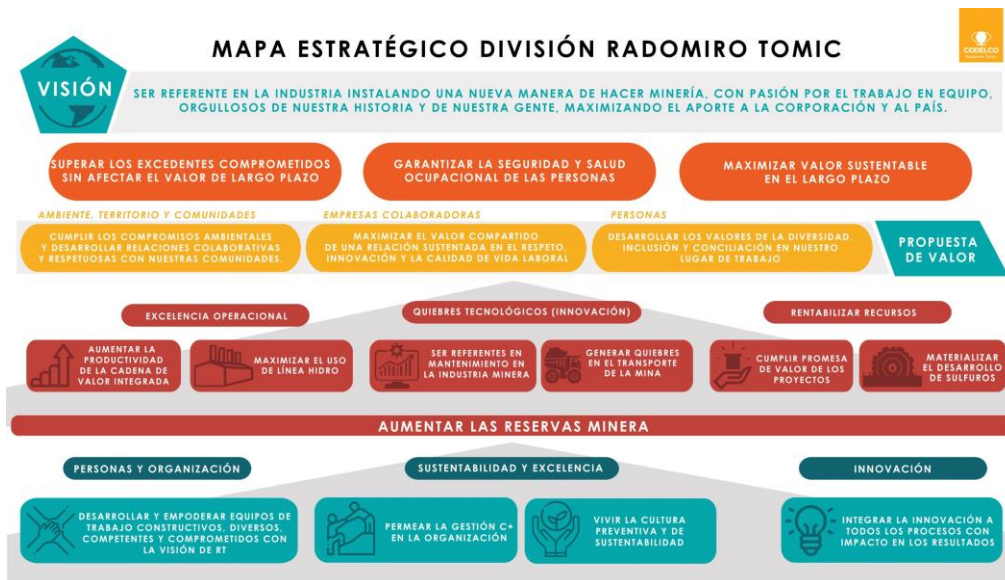 MAPA ESTRATÉGICO DIVISIÓN RADOMIRO TOMIC
CODELCO
VISIÓN
SER REFERENTE EN LA INDUSTRIA INSTALANDO UNA NUEVA MANERA DE HACER MINERÍA, CON PASIÓN POR EL TRABAJO EN EQUIPO,
ORGULLOSOS DE NUESTRA HISTORIA Y DE NUESTRA GENTE, MAXIMIZANDO EL APORTE A LA CORPORACIÓN Y AL PAÍS.
SUPERAR LOS EXCEDENTES COMPROMETIDOS
SIN AFECTAR EL VALOR DE LARGO PLAZO
GARANTIZAR LA SEGURIDAD Y SALUD
OCUPACIONAL DE LAS PERSONAS
MAXIMIZAR VALOR SUSTENTABLE
EN EL LARGO PLAZO
AMBIENTE, TERRITORIO Y COMUNIDADES
CUMPLIR LOS COMPROMISOS AMBIENTALES
Y DESARROLLAR RELACIONES COLABORATIVAS
Y RESPETUOSAS CON NUESTRAS COMUNIDADES.
EMPRESAS COLABORADORAS
MAXIMIZAR EL VALOR COMPARTIDO
DE UNA RELACIÓN SUSTENTADA EN EL RESPETO,
INNOVACIÓN Y LA CALIDAD DE VIDA LABORAL
PERSONAS
DESARROLLAR LOS VALORES DE LA DIVERSIDAD,
INCLUSIÓN Y CONCILIACIÓN EN NUESTRO
LUGAR DE TRABAJO
PROPUESTA
DE VALOR
EXCELENCIA OPERACIONAL
AUMENTAR LA
PRODUCTIVIDAD
DE LA CADENA DE
VALOR INTEGRADA
MAXIMIZAR EL USO
DE LÍNEA HIDRO
QUIEBRES TECNOLÓGICOS (INNOVACIÓN)
SER REFERENTES EN
MANTENIMIENTO EN
LA INDUSTRIA MINERA
GENERAR QUIEBRES
EN EL TRANSPORTE
DE LA MINA
RENTABILIZAR RECURSOS
CUMPLIR PROMESA
DE VALOR DE LOS
PROYECTOS
MATERIALIZAR
EL DESARROLLO
DE SULFUROS
AUMENTAR LAS RESERVAS MINERA
PERSONAS Y ORGANIZACIÓN
DESARROLLAR Y EMPODERAR EQUIPOS DE
TRABAJO CONSTRUCTIVOS, DIVERSOS,
COMPETENTES Y COMPROMETIDOS CON
LA VISIÓN DE RT
SUSTENTABILIDAD Y EXCELENCIA
PERMEAR LA GESTIÓN C+
EN LA ORGANIZACIÓN
VIVIR LA CULTURA
PREVENTIVA Y DE
SUSTENTABILIDAD
INNOVACIÓN
INTEGRAR LA INNOVACIÓN A
TODOS LOS PROCESOS CON
IMPACTO EN LOS RESULTADOS